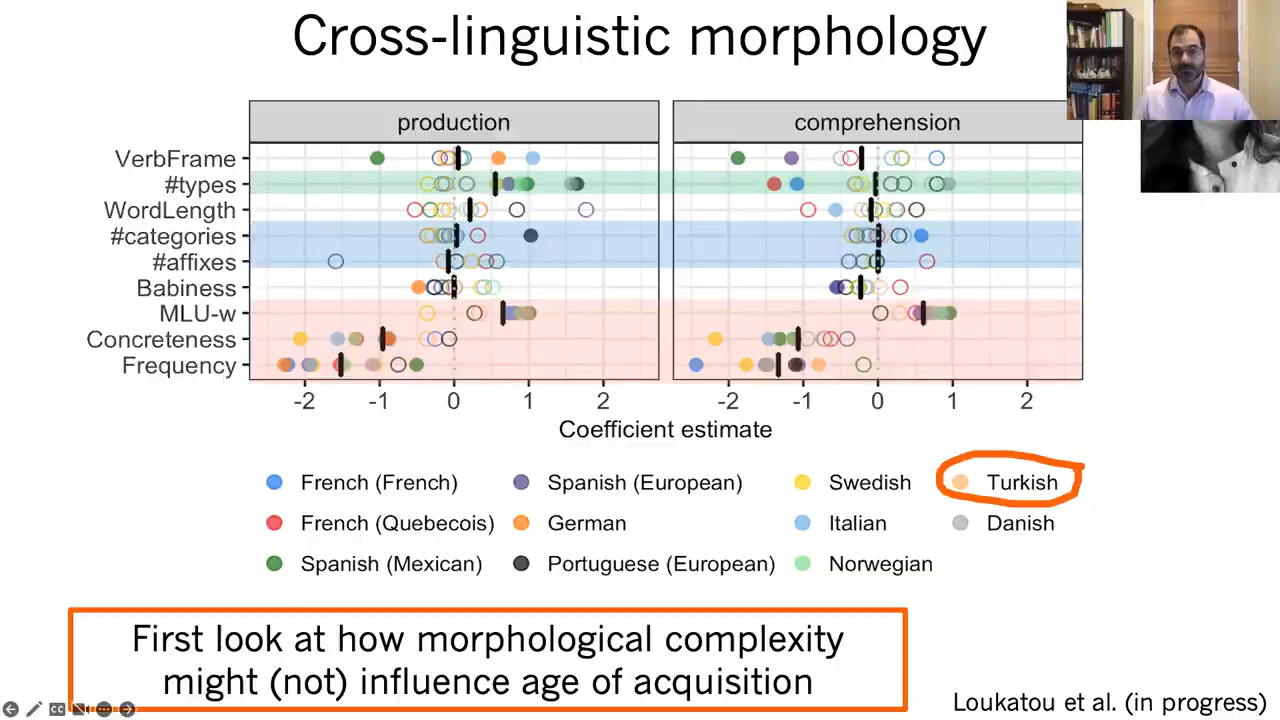 Cross-linguistic morphology
production
comprehension
VerbFrame
#types
WordLength
#categories
#affixes
Babiness
MLU-w
Concreteness
Frequency
-2 -1 0 1 2
-2 -1 0 1 2
Coefficient estimate
French (French)
Spanish (European)
Swedish
Turkish
French (Quebecois)
German
Italian
Danish
Spanish (Mexican)
Portuguese (European)
Norwegian
First look at how morphological complexity
might (not) influence age of acquisition
Loukatou et al. (in progress)
CC